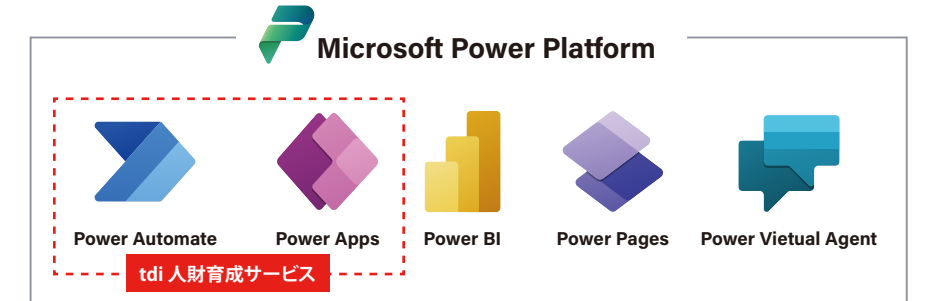 Microsoft Power Platform
Power Automate
Power Apps
Power BI
Power Pages
Power Vietual Agent
tdi 人財育成サービス